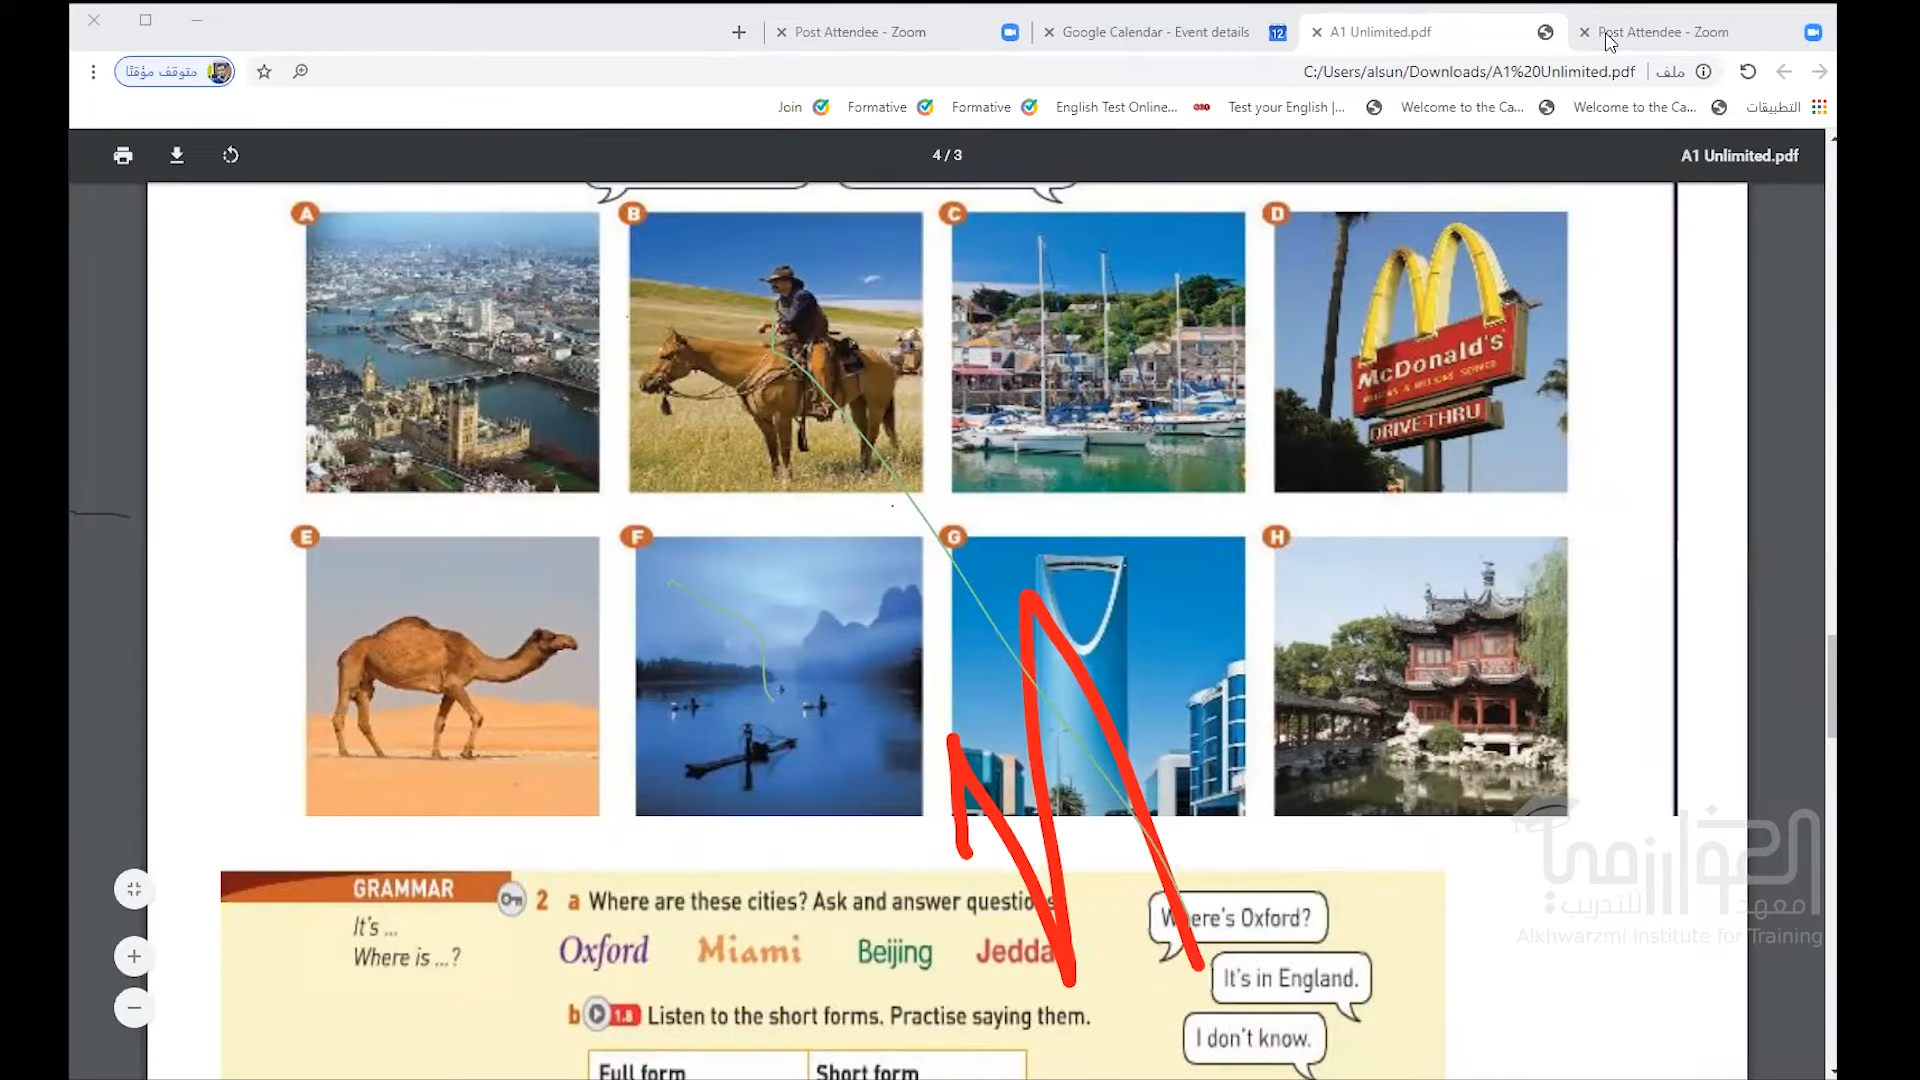 Post Attendee - Zoom
Google Calendar - Event details
12
A1 Unlimited.pdf
Post Attendee - Zoom
متوقف مؤقتًا
C:/Users/alsun/Downloads/A1%20Unlimited.pdf
ملف
Join
Formative
Formative
English Test Online...
Test your English |...
Welcome to the Ca...
Welcome to the Ca...
التطبيقات
4 / 3
A1 Unlimited.pdf
A
B
C
D
McDonald's
DRIVE-THRU
E
F
G
H
GRAMMAR
It's ...
Where is ...?
2 a Where are these cities? Ask and answer
Oxford Miami Beijing
Where's Oxford?
It's in England.
I don't know.
b 1.8 Listen to the short forms. Practise saying them.
Full form
Short form
الخوارزمي
معهد للتدريب
Alkhwarzmi Institute for Training